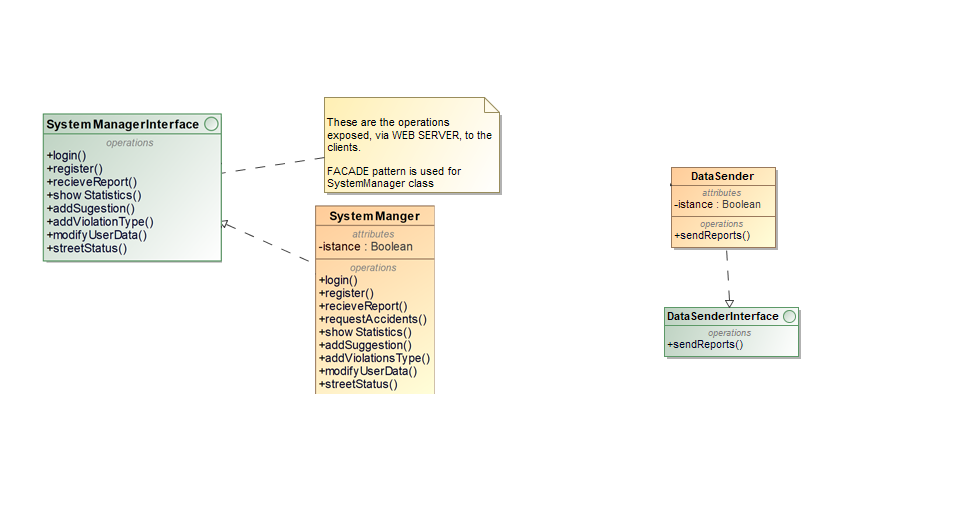 SystemManagerInterface
operations
+login()
+register()
+recieveReport()
+show Statistics()
+addSugestion()
+addViolationType()
+modifyUserData()
+streetStatus()
These are the operations
exposed, via WEB SERVER, to the
clients.
FACADE pattern is used for
SystemManager class
SystemManger
attributes
-istance : Boolean
operations
+login()
+register()
+recieveReport()
+requestAccidents()
+show Statistics()
+addSuggestion()
+addViolationsType()
+modifyUserData()
+streetStatus()
DataSender
attributes
-istance : Boolean
operations
+sendReports()
DataSenderInterface
operations
+sendReports()